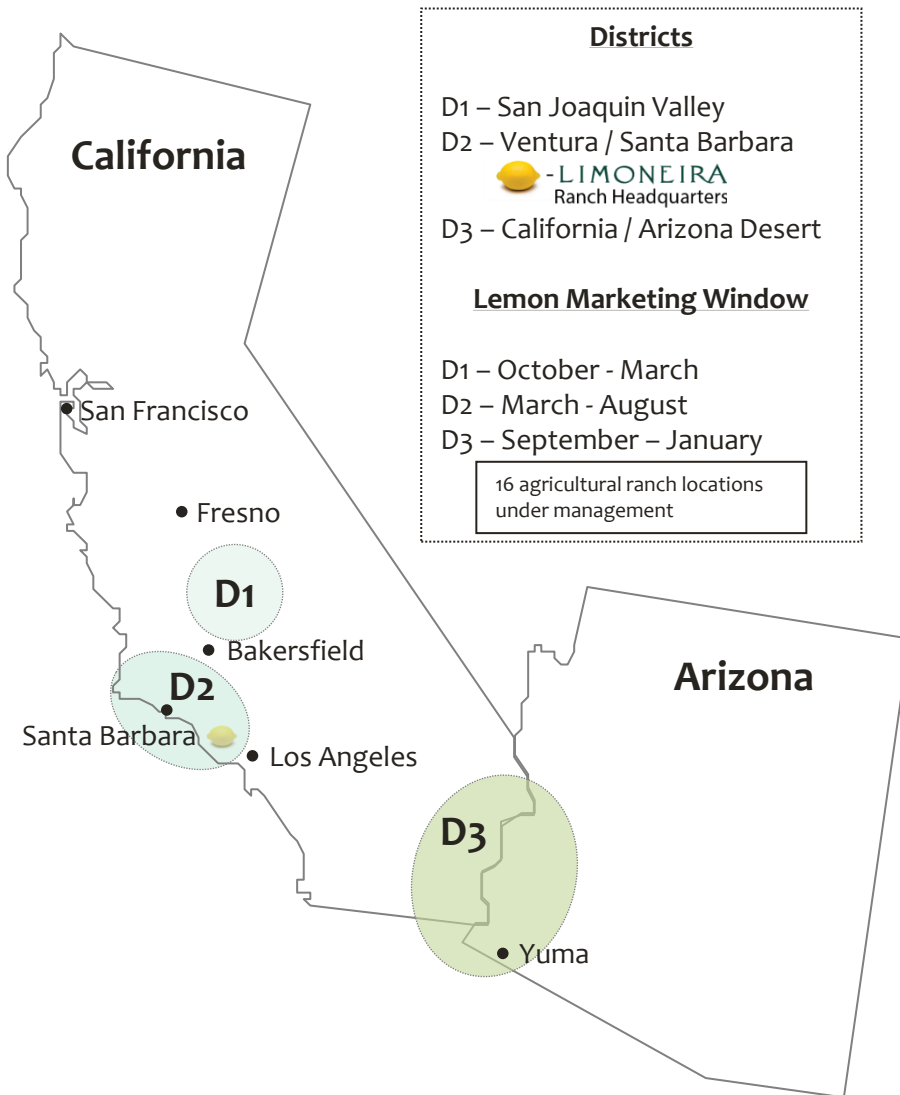 Districts
D1 – San Joaquin Valley
D2 – Ventura / Santa Barbara
- LIMONEIRA
Ranch Headquarters
D3 – California / Arizona Desert
Lemon Marketing Window
D1 – October - March
D2 – March - August
D3 – September – January
16 agricultural ranch locations
under management
California
San Francisco
Fresno
D1
Bakersfield
D2
Santa Barbara
Los Angeles
Arizona
D3
Yuma